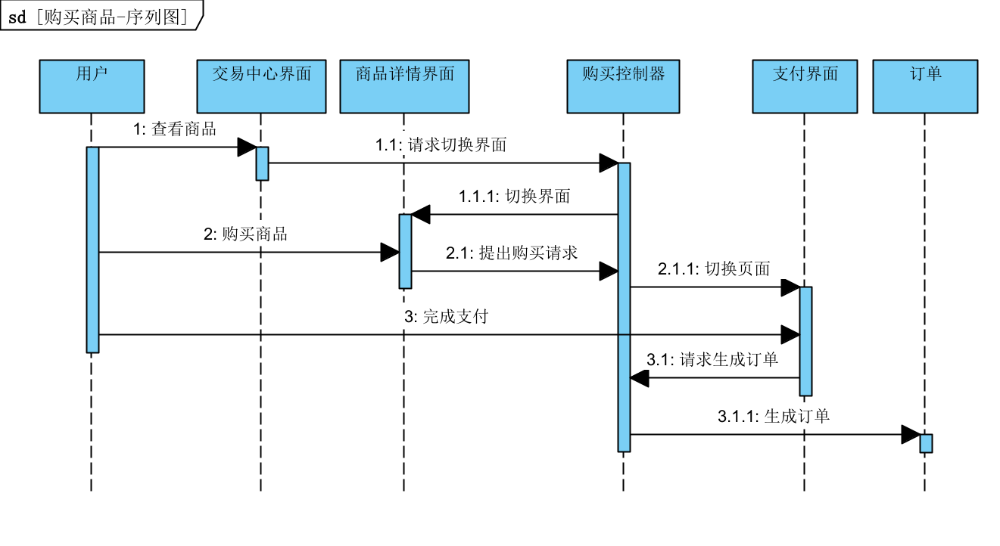 sd [购买商品-序列图]
用户
交易中心界面
商品详情界面
购买控制器
支付界面
订单
1: 查看商品
1.1: 请求切换界面
1.1.1: 切换界面
2: 购买商品
2.1: 提出购买请求
2.1.1: 切换页面
3: 完成支付
3.1: 请求生成订单
3.1.1: 生成订单